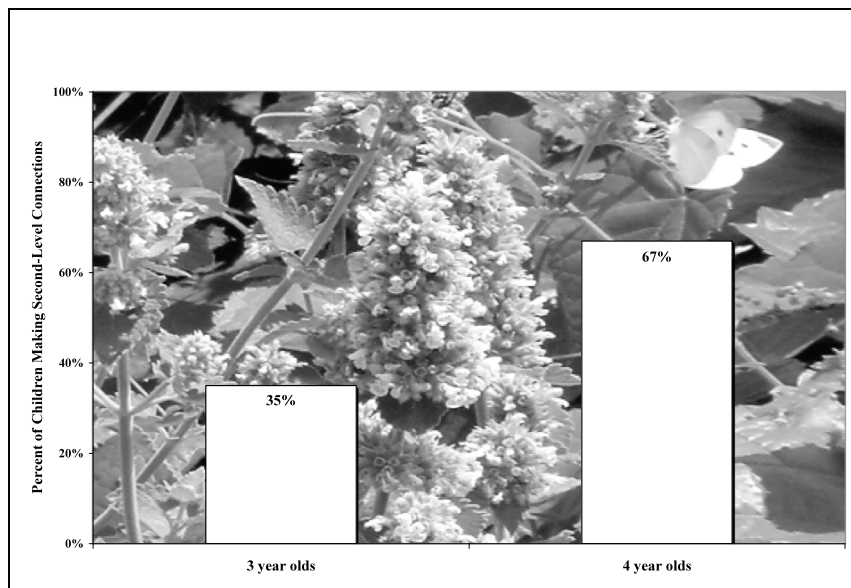 Percent of Children Making Second-Level Connections
100%
80%
60%
40%
20%
0%
35%
67%
3 year olds
4 year olds